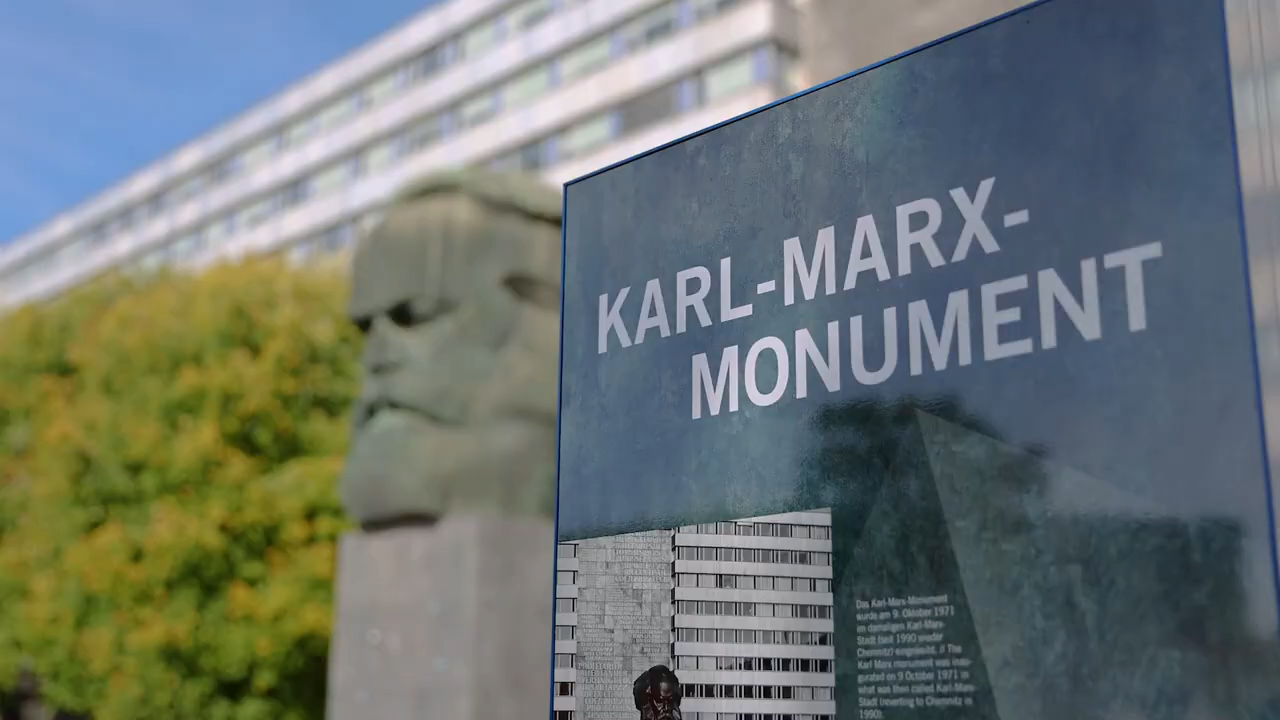 KARL-MARX-
MONUMENT
Das Karl-Marx-Monument
wurde am 9. Oktober 1971
im damaligen Karl-Marx-
Stadt (seit 1990 wieder
Chemnitz) eingeweiht. // The
Karl Marx monument was inau-
gurated on 9 October 1971 in
what was then called Karl-Marx-
Stadt (reverting to Chemnitz in
1990)